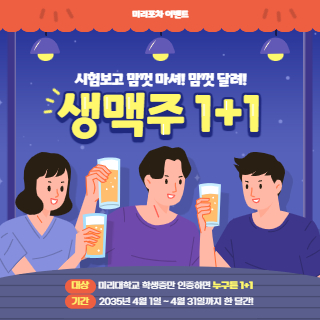 미리포차 이벤트
시험보고 맘껏 마셔! 맘껏 달려!
생맥주 1+1
대상 미리대학교 학생증만 인증하면 누구든 1+1
기간 2035년 4월 1일 ~ 4월 31일까지 한 달간!